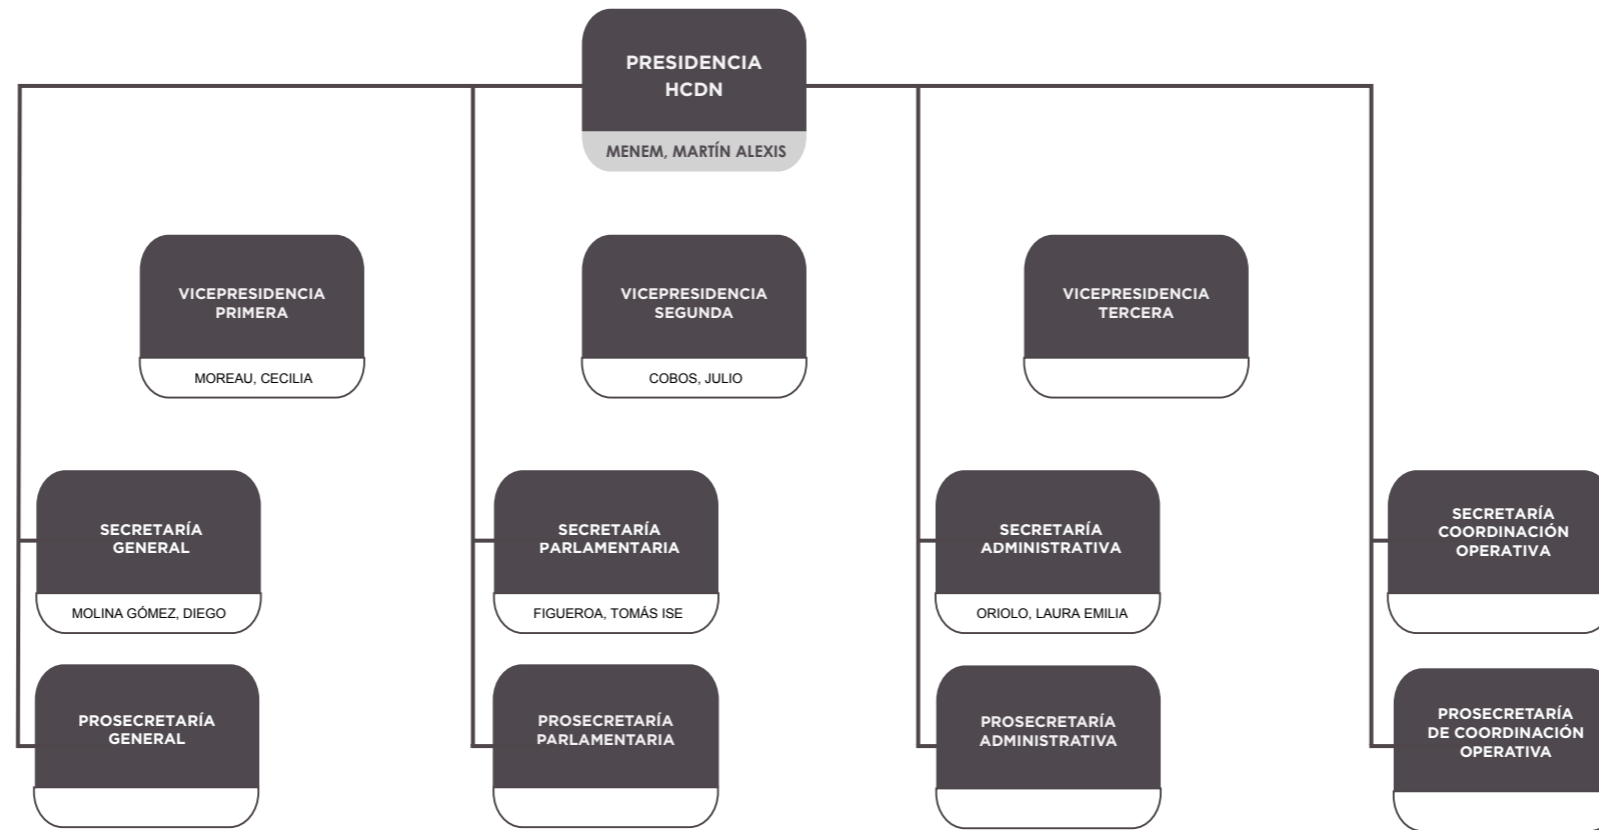 PRESIDENCIA
HCDN
MENEM, MARTÍN ALEXIS
VICEPRESIDENCIA
PRIMERA
MOREAU, CECILIA
VICEPRESIDENCIA
SEGUNDA
COBOS, JULIO
VICEPRESIDENCIA
TERCERA
SECRETARÍA
GENERAL
MOLINA GÓMEZ, DIEGO
SECRETARÍA
PARLAMENTARIA
FIGUEROA, TOMÁS ISE
SECRETARÍA
ADMINISTRATIVA
ORIOLO, LAURA EMILIA
SECRETARÍA
COORDINACIÓN
OPERATIVA
PROSECRETARÍA
GENERAL
PROSECRETARÍA
PARLAMENTARIA
PROSECRETARÍA
ADMINISTRATIVA
PROSECRETARÍA
DE COORDINACIÓN
OPERATIVA